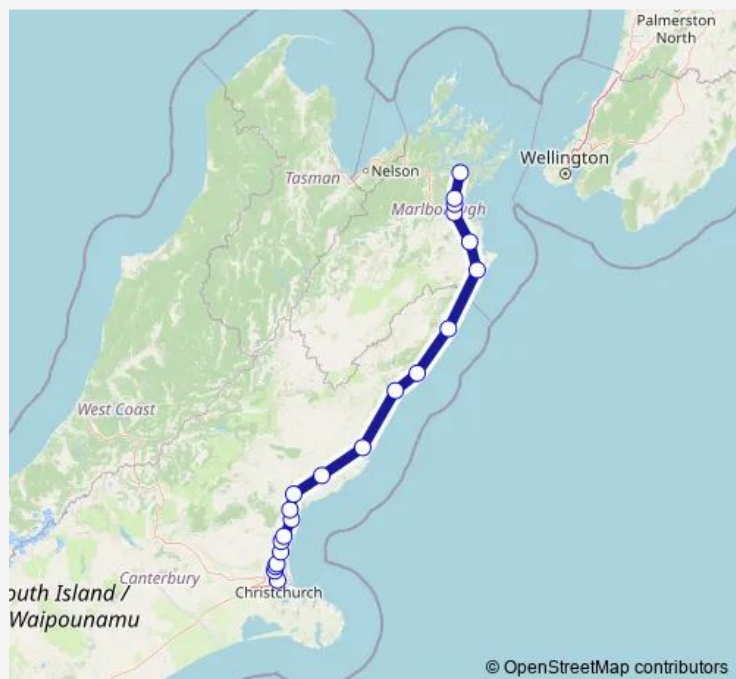 Palmerston
North
Wellington
Nelson
Tasman
Marlborough
West Coast
Canterbury
Christchurch
outh Island /
Waipounamu
© OpenStreetMap contributors